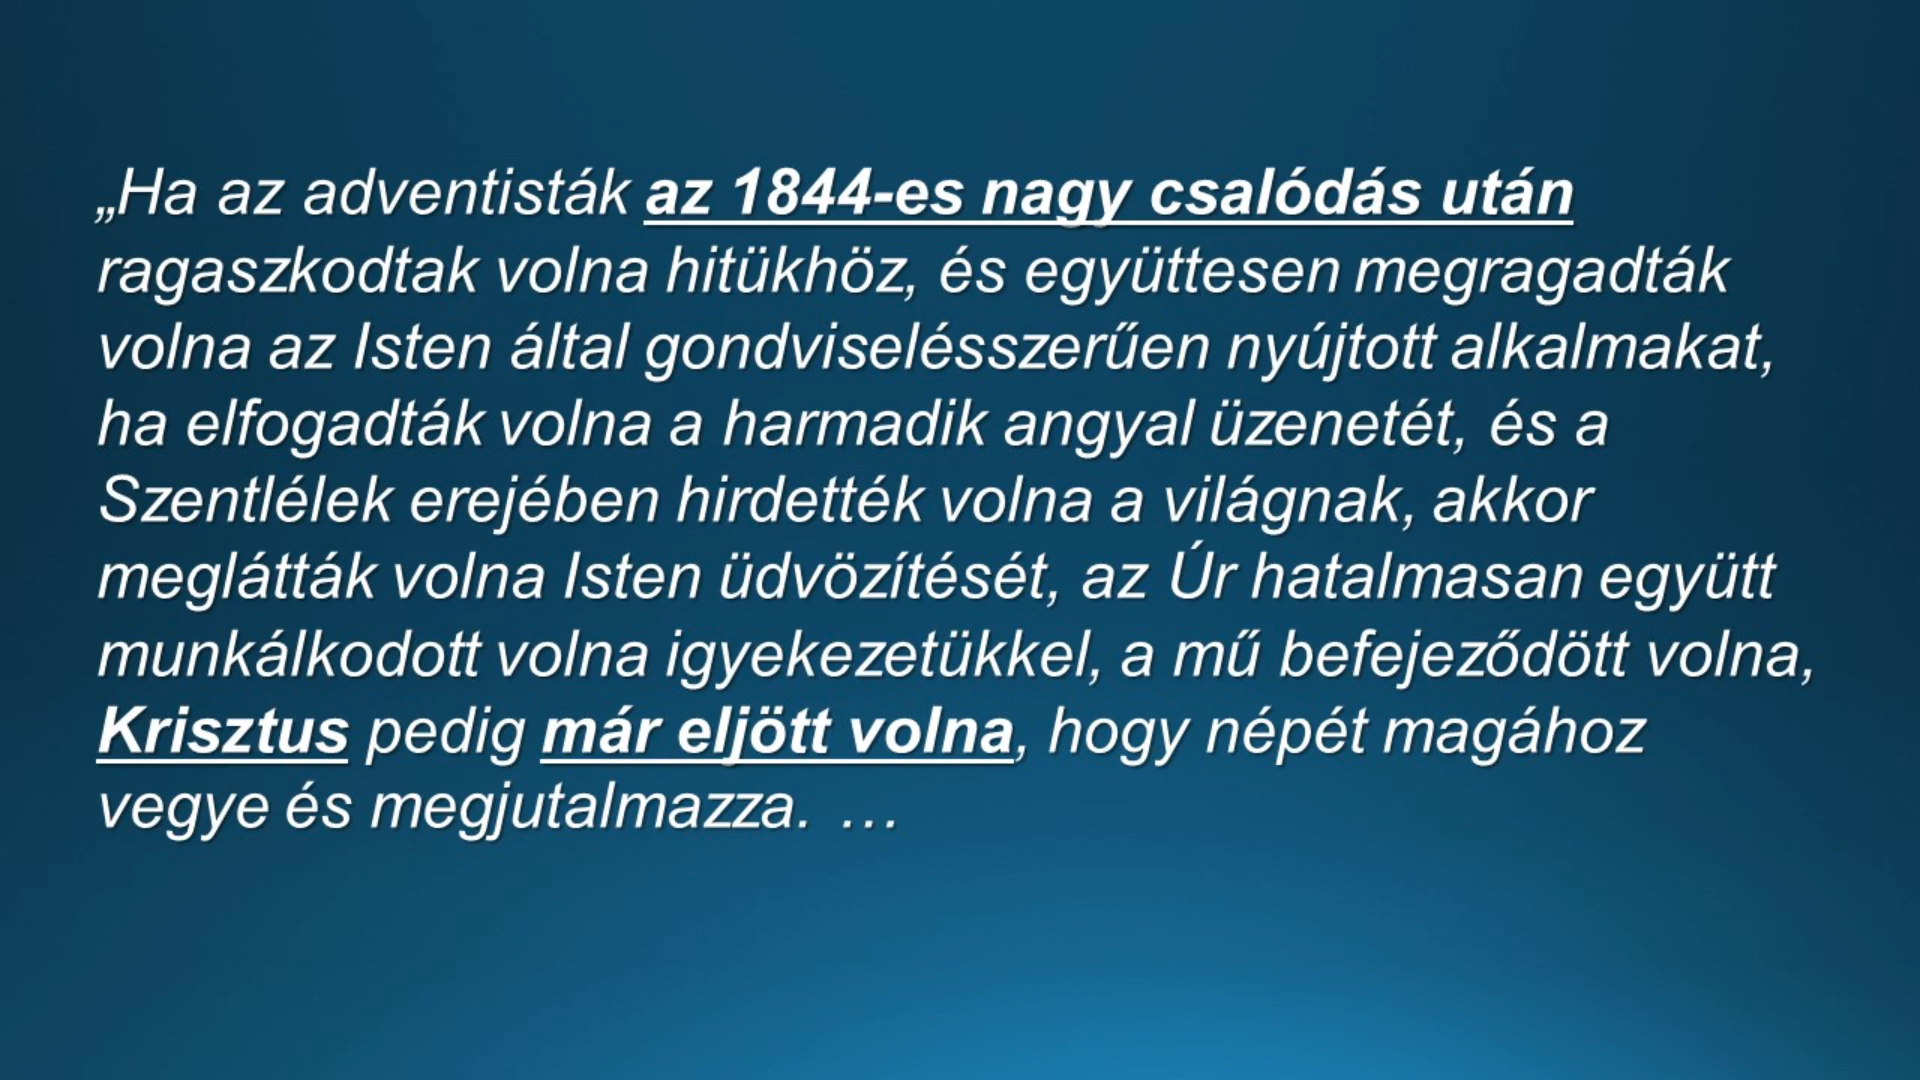 „Ha az adventisták az 1844-es nagy csalódás után
ragaszkodtak volna hitükhöz, és együttesen megragadták
volna az Isten által gondviselésszerűen nyújtott alkalmakat,
ha elfogadták volna a harmadik angyal üzenetét, és a
Szentlélek erejében hirdették volna a világnak, akkor
meglátták volna Isten üdvözítését, az Úr hatalmasan együtt
munkálkodott volna igyekezetükkel, a mű befejeződött volna,
Krisztus pedig már eljött volna, hogy népét magához
vegye és megjutalmazza. …